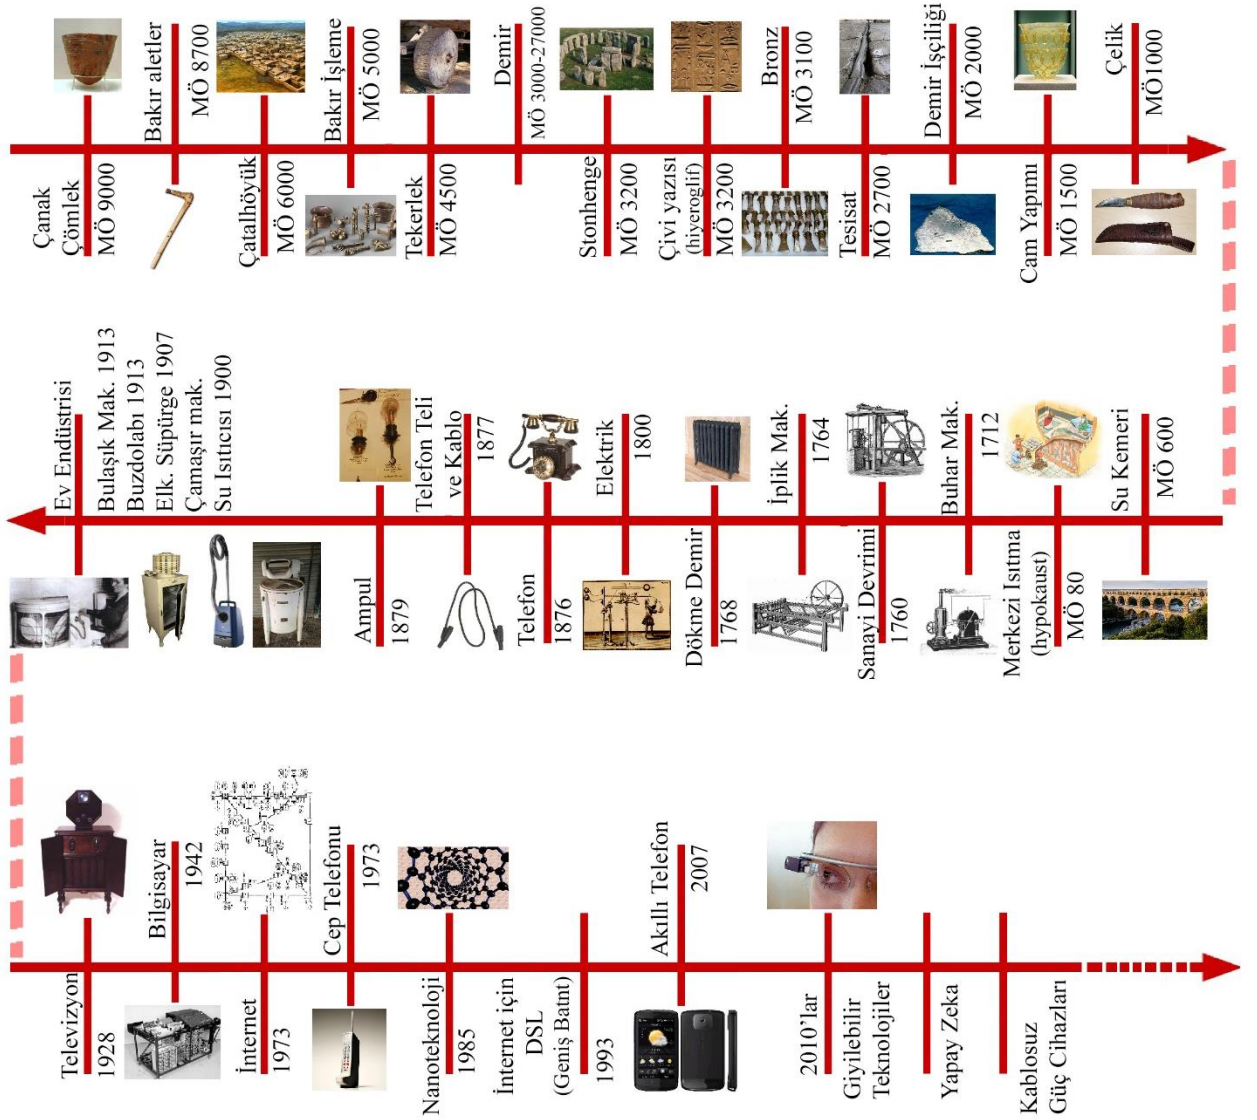 Çanak
Çömlek
MÖ 9000
Bakır aletler
MÖ 8700
Çatalhöyük
MÖ 6000
Bakır İşleme
MÖ 5000
Tekerlek
MÖ 4500
Demir
MÖ 3000-27000
Stonhenge
MÖ 3200
Çivi yazısı
(hiyeroglif)
MÖ 3200
Bronz
MÖ 3100
Tesisat
MÖ 2700
Demir İşçiliği
MÖ 2000
Cam Yapımı
MÖ 1500
Çelik
MÖ1000
Su Kemeri
MÖ 600
Merkezi Isıtma
(hypokaust)
MÖ 80
Buhar Mak.
1712
Sanayi Devrimi
1760
İplik Mak.
1764
Dökme Demir
1768
Elektrik
1800
Telefon
1876
Telefon Teli
ve Kablo
1877
Ampul
1879
Ev Endüstrisi
Bulaşik Mak. 1913
Buzdolabı 1913
Elk. Süpürge 1907
Çamaşır mak.
Su Isıtıcısı 1900
Televizyon
1928
Bilgisayar
1942
İnternet
1973
Cep Telefonu
1973
Nanoteknoloji
1985
İnternet için
DSL
(Geniş Batnt)
1993
Akıllı Telefon
2007
2010'lar
Giyilebilir
Teknolojiler
Yapay Zeka
Kablosuz
Güç Cihazları